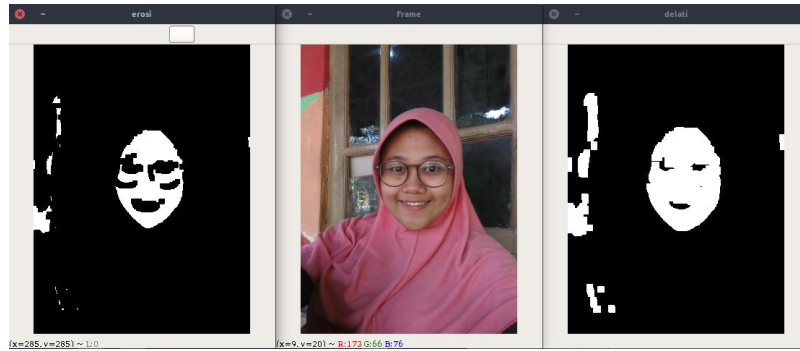 erosi
Frame
delati
(x=285, y=285) ~ L:0
(x=9, y=20) ~ R:173 G:66 B:76